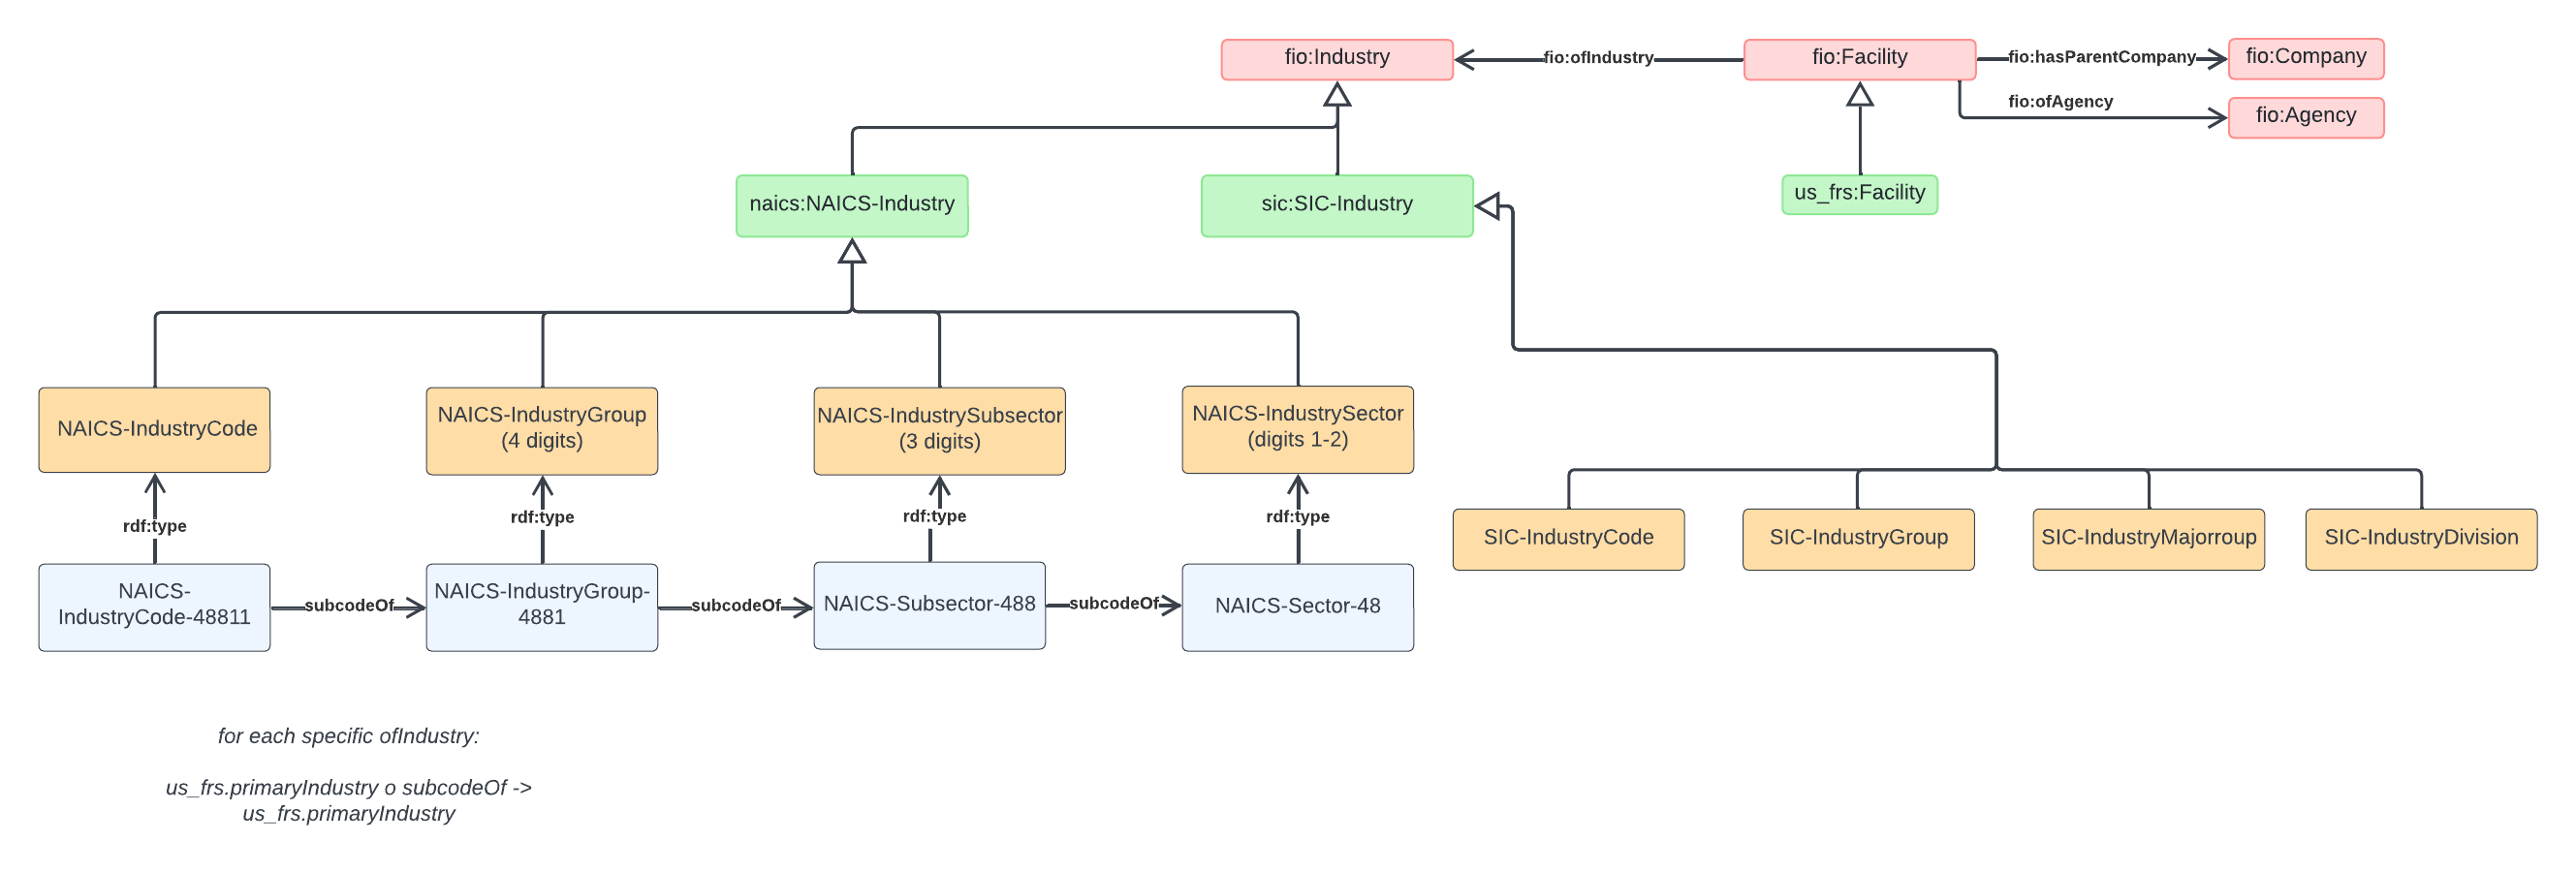 fio:Industry
fio:ofIndustry
fio:Facility
fio:hasParentCompany
fio:Company
fio:ofAgency
fio:Agency
naics:NAICS-Industry
sic:SIC-Industry
us_frs:Facility
NAICS-IndustryCode
NAICS-IndustryGroup
(4 digits)
NAICS-IndustrySubsector
(3 digits)
NAICS-IndustrySector
(digits 1-2)
rdf:type
rdf:type
rdf:type
rdf:type
SIC-IndustryCode
SIC-IndustryGroup
SIC-IndustryMajorroup
SIC-IndustryDivision
NAICS-
IndustryCode-48811
subcodeOf
NAICS-IndustryGroup-
4881
subcodeOf
NAICS-Subsector-488
subcodeOf
NAICS-Sector-48
for each specific ofIndustry:
us_frs.primaryIndustry o subcodeOf ->
us_frs.primaryIndustry